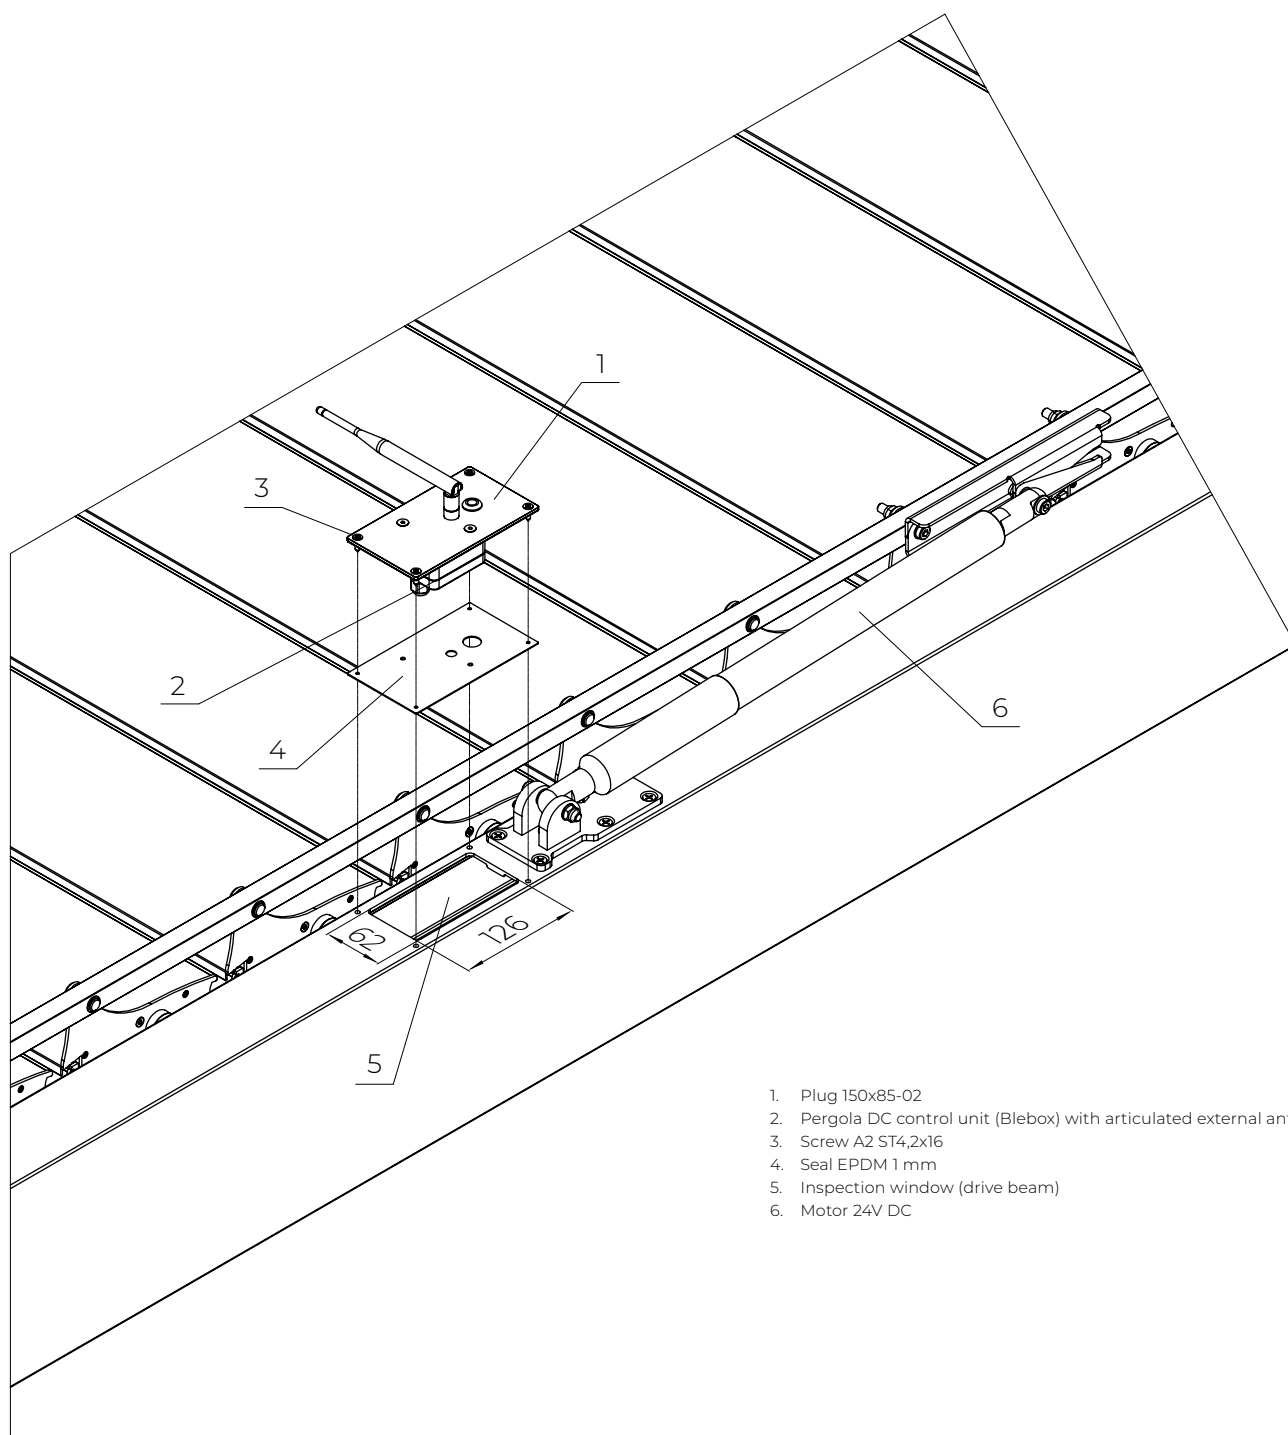 1
3
2
4
6
62
126
5
1. Plug 150x85-02
2. Pergola DC control unit (Blebox) with articulated external
3. Screw A2 ST4,2x16
4. Seal EPDM 1 mm
5. Inspection window (drive beam)
6. Motor 24V DC